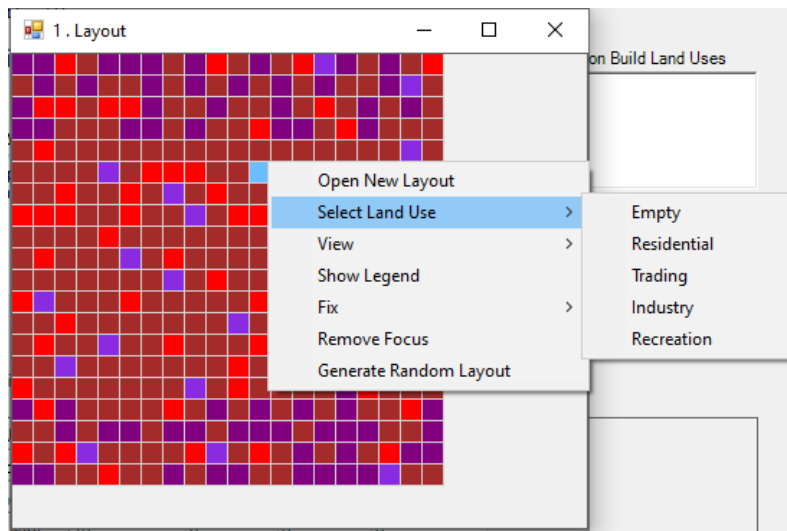 1 . Layout
on Build Land Uses
Open New Layout
Select Land Use
Empty
View
Residential
Show Legend
Trading
Fix
Industry
Remove Focus
Recreation
Generate Random Layout